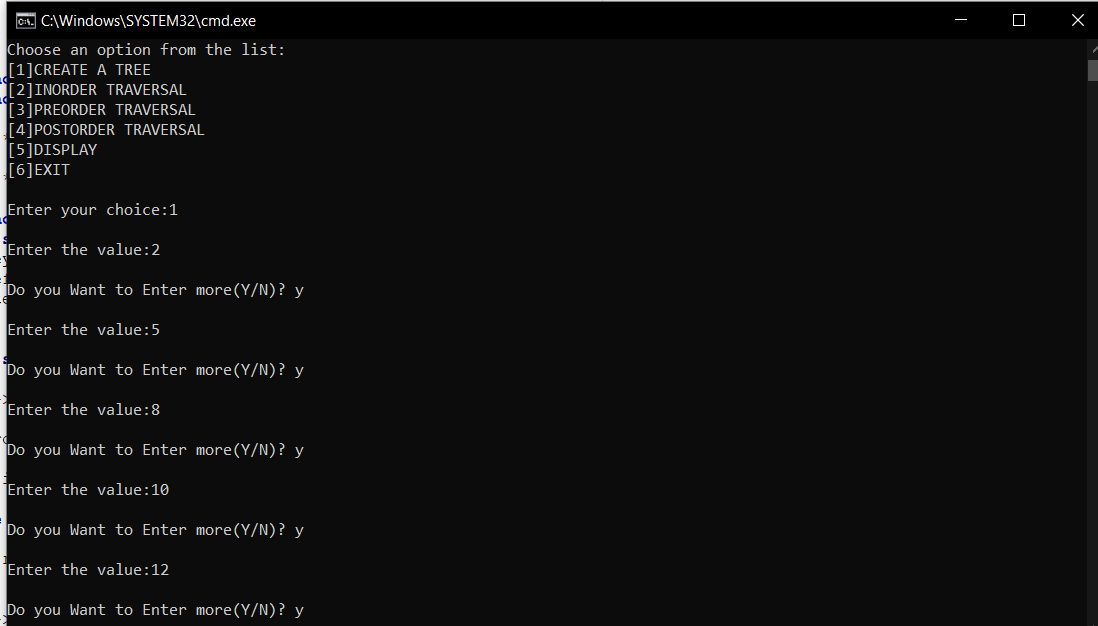 C:\Windows\SYSTEM32\cmd.exe
Choose an option from the list:
[1]CREATE A TREE
[2]INORDER TRAVERSAL
[3]PREORDER TRAVERSAL
[4]POSTORDER TRAVERSAL
[5]DISPLAY
[6]EXIT
Enter your choice:1
Enter the value:2
Do you Want to Enter more(Y/N)? y
Enter the value:5
Do you Want to Enter more(Y/N)? y
Enter the value:8
Do you Want to Enter more(Y/N)? y
Enter the value:10
Do you Want to Enter more(Y/N)? y
Enter the value:12
Do you Want to Enter more(Y/N)? y